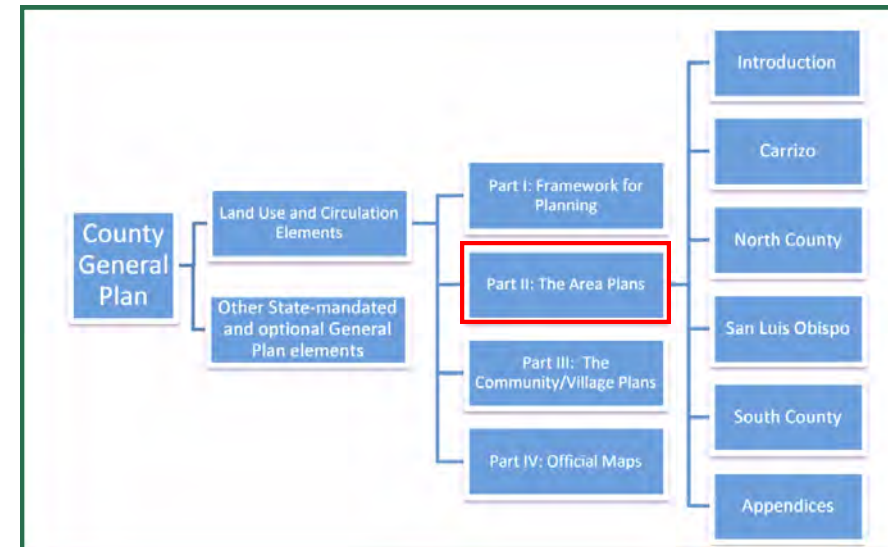 County
General
Plan
Land Use and Circulation
Elements
Other State-mandated
and optional General
Plan elements
Part I: Framework for
Planning
Part II: The Area Plans
Part III: The
Community/Village Plans
Part IV: Official Maps
Introduction
Carrizo
North County
San Luis Obispo
South County
Appendices